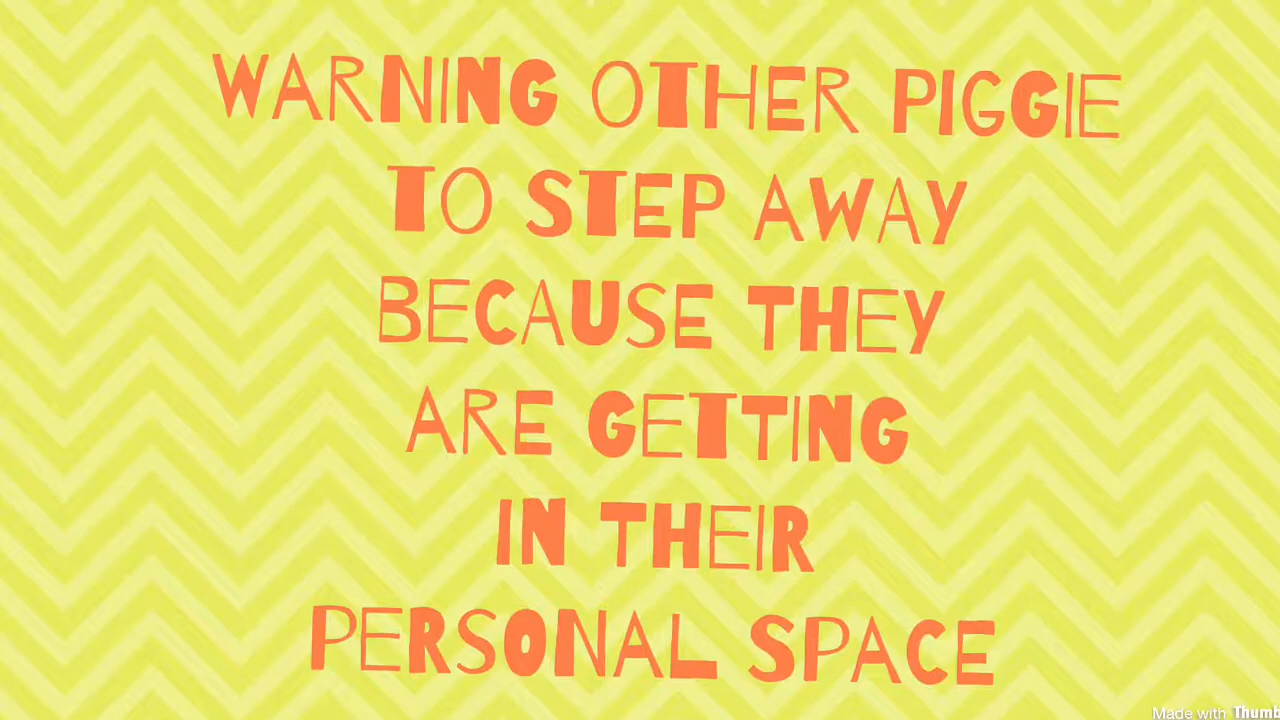 WARNING OTHER PIGGIE
TO STEP AWAY
BECAUSE THEY
ARE GETTING
IN THEIR
PERSONAL SPACE
Made with Thumb